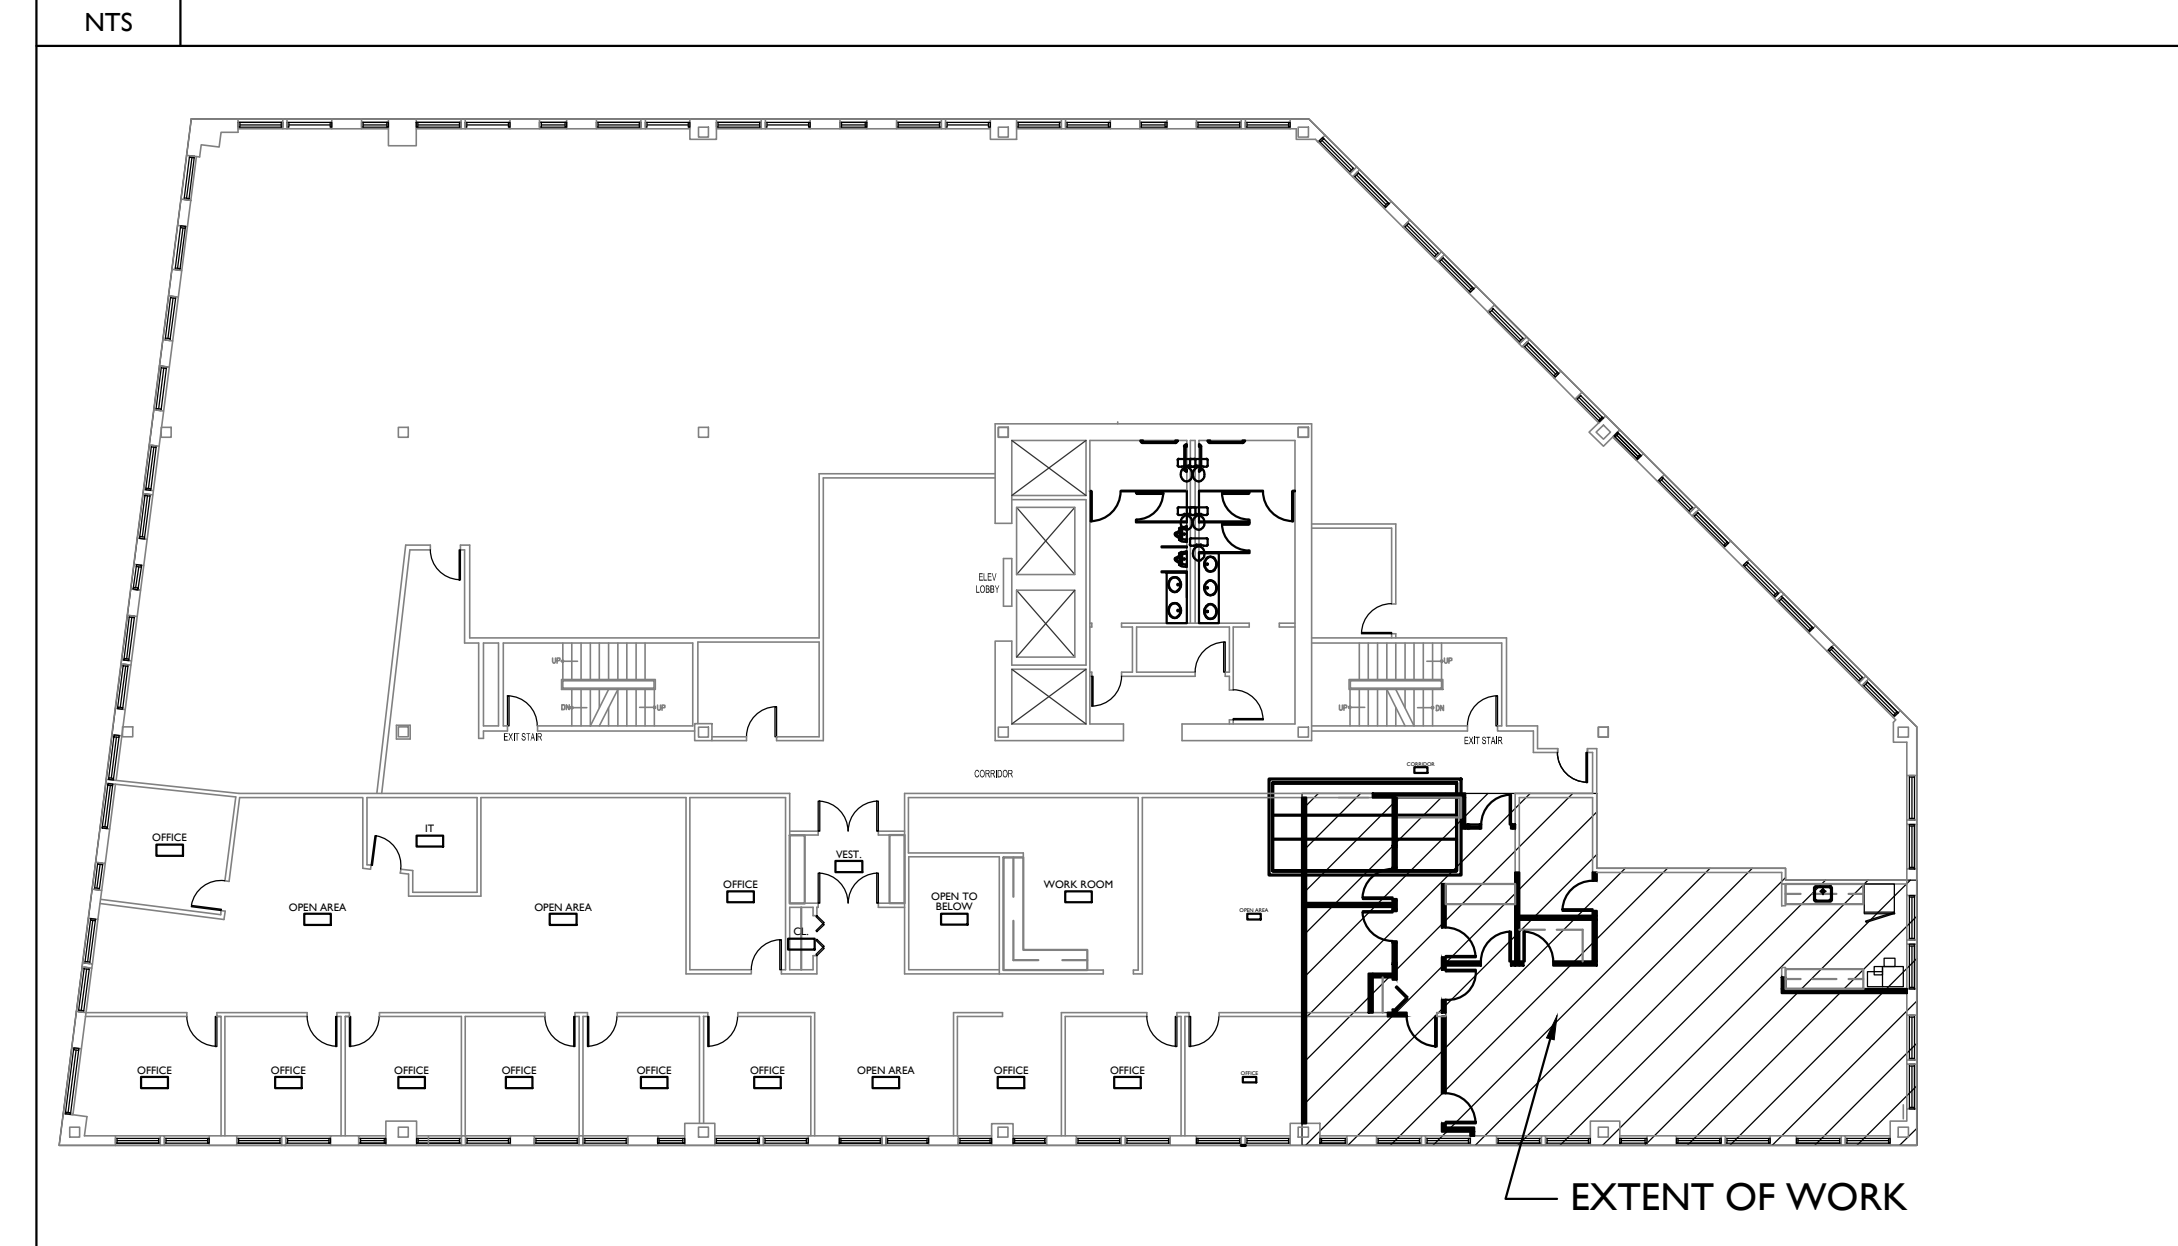 NTS
ELEV
LOBBY
UP
DN
UP
EXIT STAIR
UP
UP
DN
EXIT STAIR
CORRIDOR
CORRIDOR
OFFICE
IT
VEST.
OFFICE
WORK ROOM
OPEN TO
BELOW
OPEN AREA
OPEN AREA
OPEN AREA
CL.
OFFICE
OFFICE
OFFICE
OFFICE
OFFICE
OFFICE
OPEN AREA
OFFICE
OFFICE
OFFICE
EXTENT OF WORK